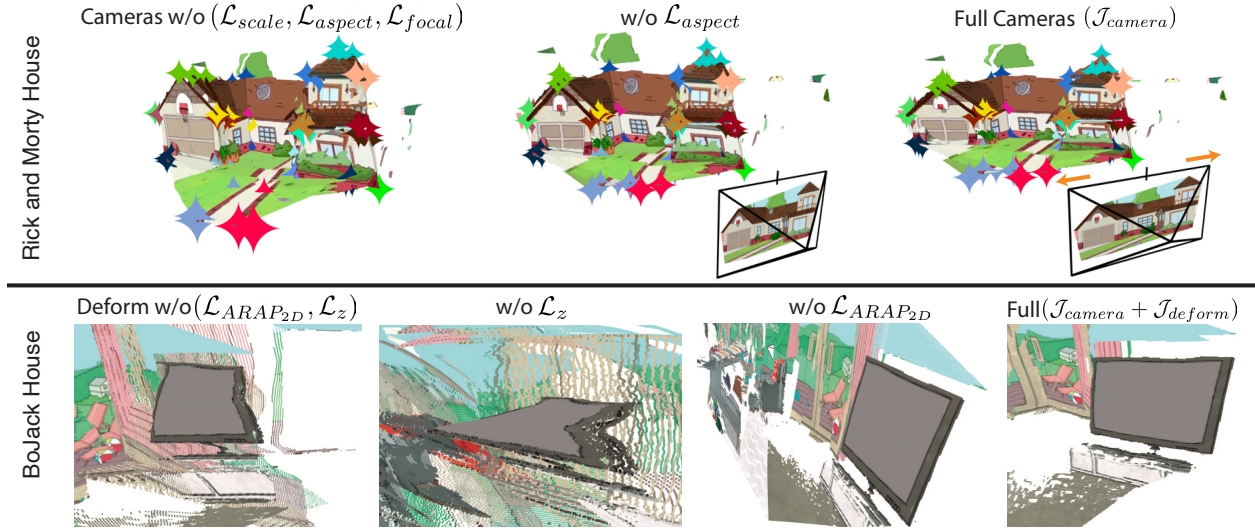 Cameras w/o (ℒ_scale, ℒ_aspect, ℒ_focal)
w/o ℒ_aspect
Full Cameras (𝒥_camera)
Rick and Morty House
Deform w/o(ℒ_ARAP_2D, ℒ_z)
w/o ℒ_z
w/o ℒ_ARAP_2D
Full(𝒥_camera + 𝒥_deform)
BoJack House